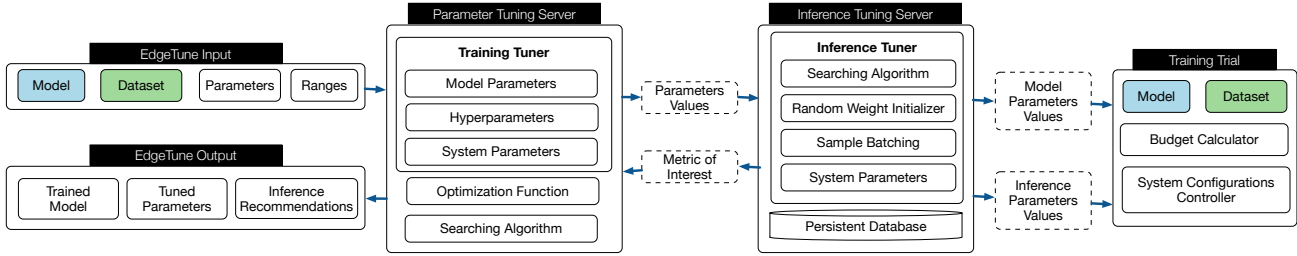 EdgeTune Input
Model
Dataset
Parameters
Ranges
EdgeTune Output
Trained
Model
Tuned
Parameters
Inference
Recommendations
Parameter Tuning Server
Training Tuner
Model Parameters
Hyperparameters
System Parameters
Optimization Function
Searching Algorithm
Parameters
Values
Metric of
Interest
Inference Tuning Server
Inference Tuner
Searching Algorithm
Random Weight Initializer
Sample Batching
System Parameters
Persistent Database
Model
Parameters
Values
Inference
Parameters
Values
Training Trial
Model
Dataset
Budget Calculator
System Configurations
Controller